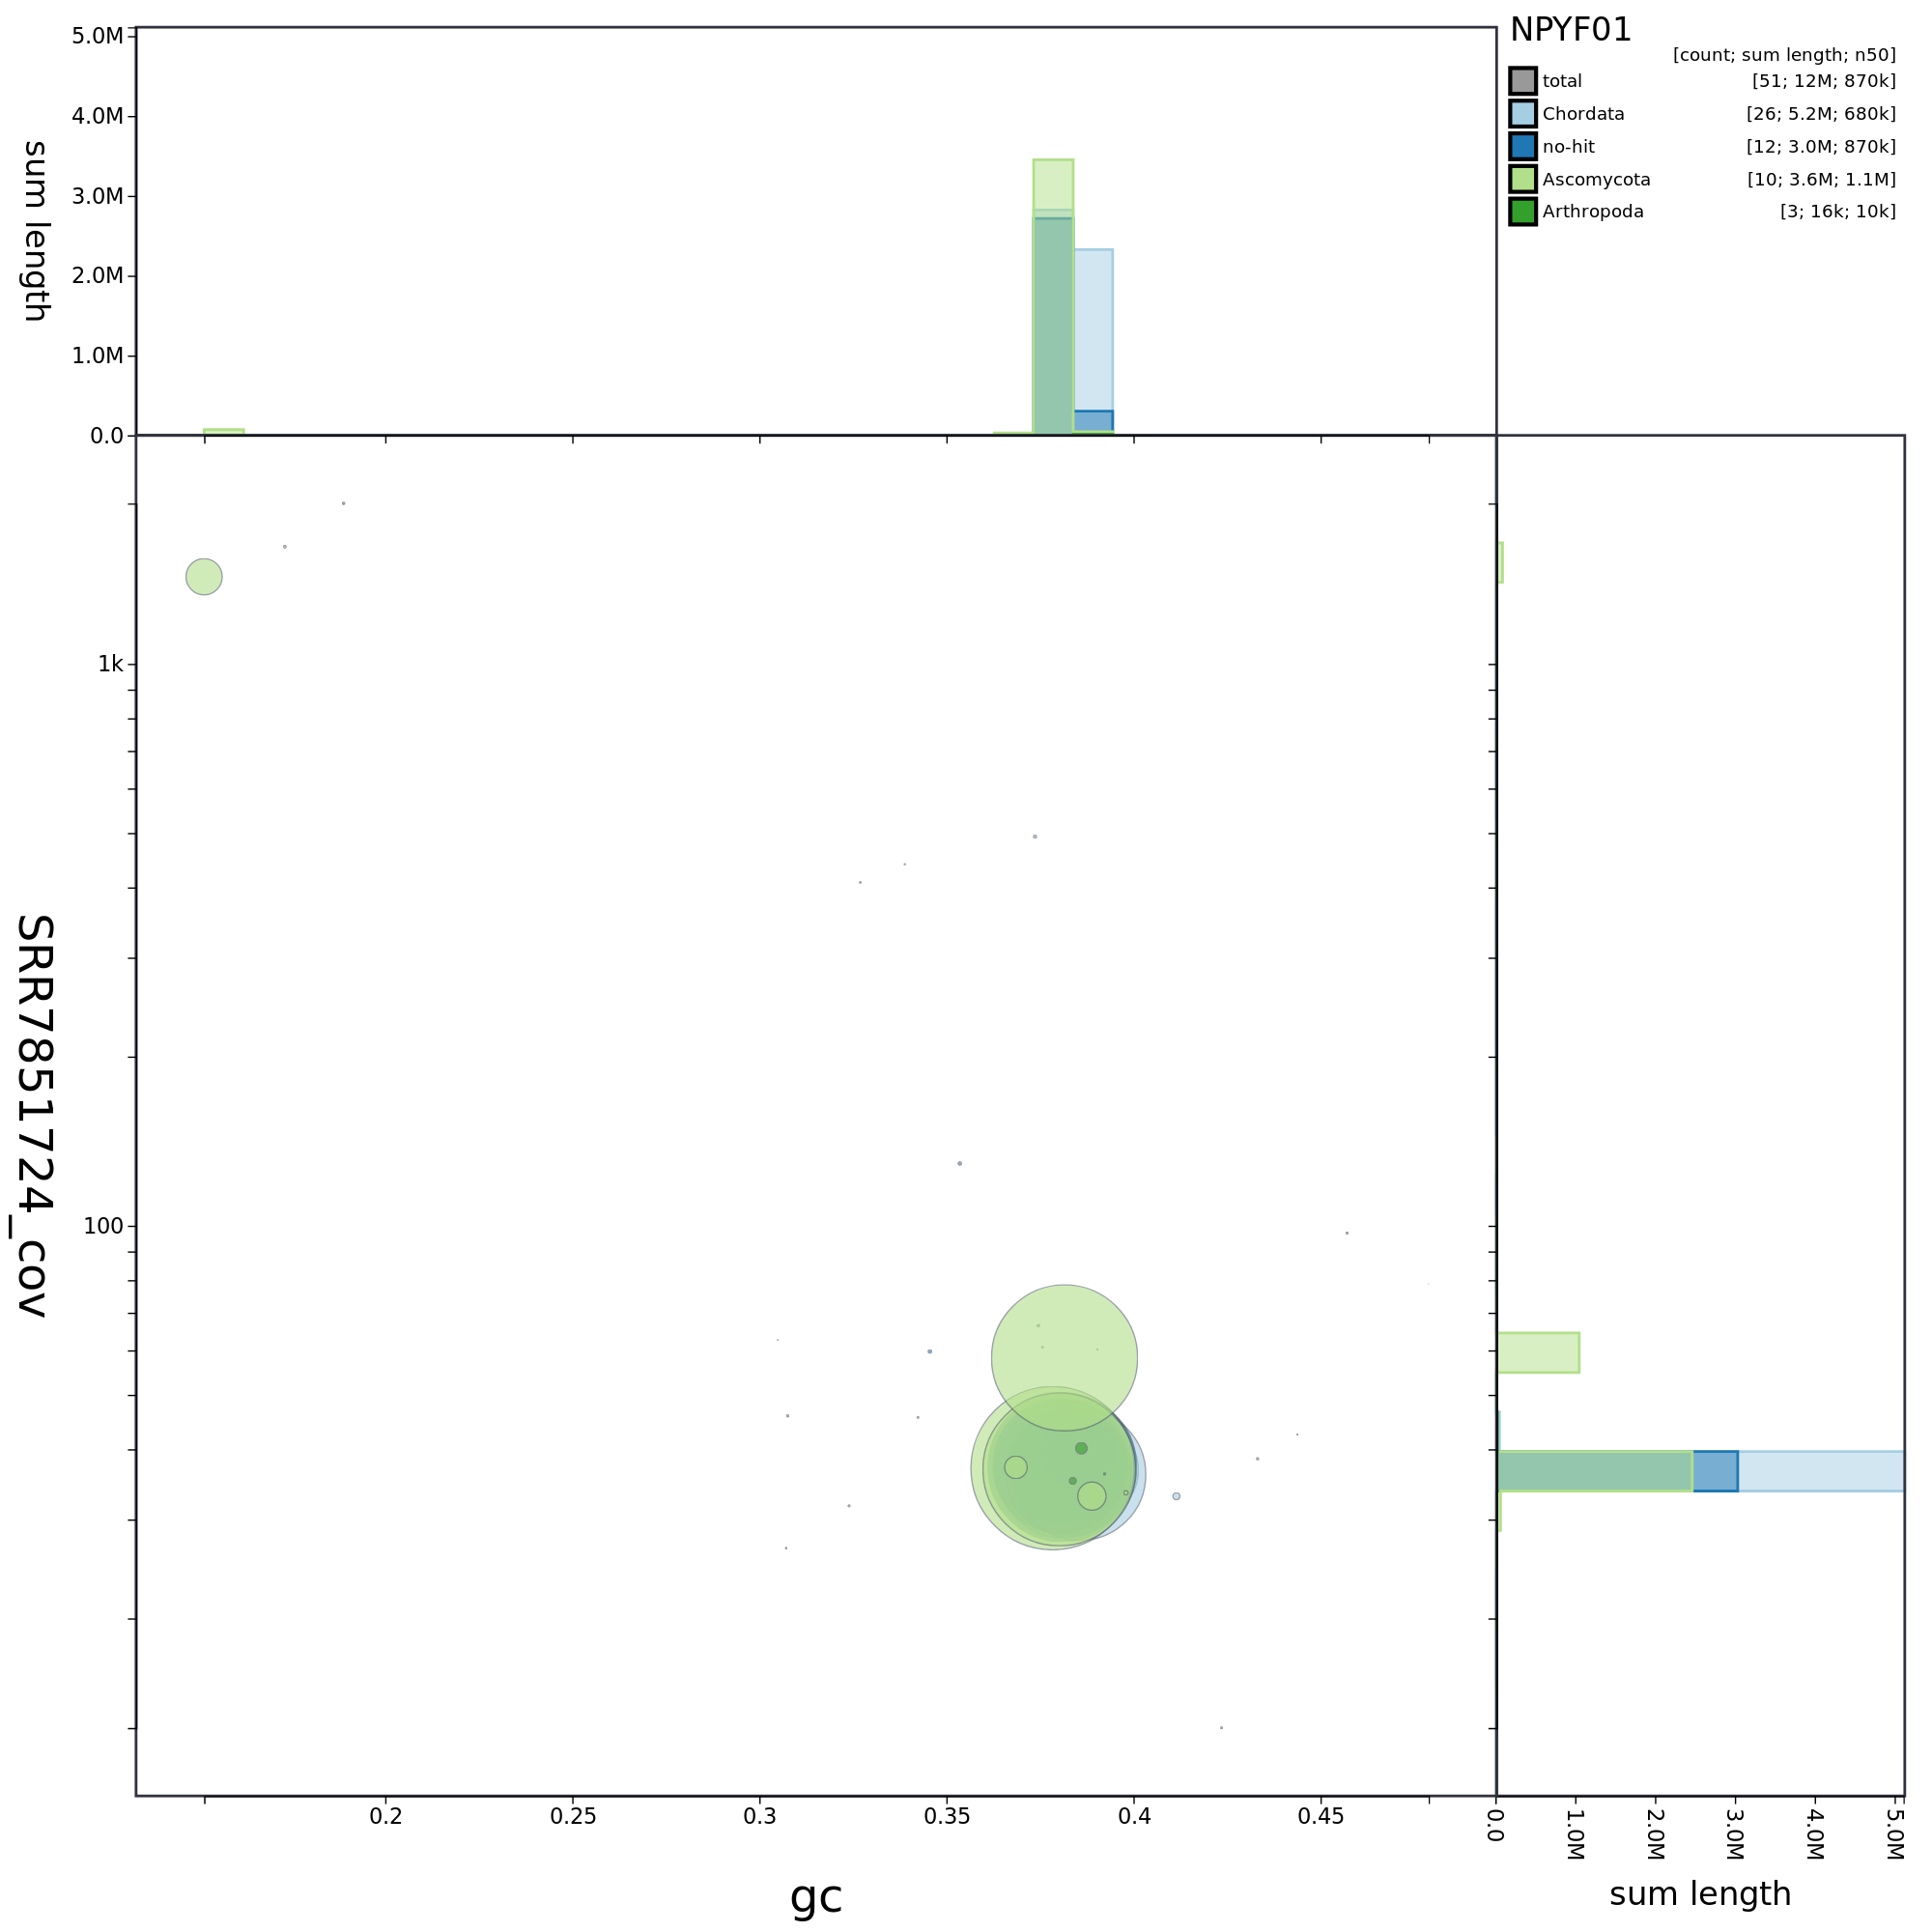 NPYF01
[count; sum length; n50]
total [51; 12M; 870k]
Chordata [26; 5.2M; 680k]
no-hit [12; 3.0M; 870k]
Ascomycota [10; 3.6M; 1.1M]
Arthropoda [3; 16k; 10k]
sum length
5.0M
4.0M
3.0M
2.0M
1.0M
0.0
SRR7851724_cov
1k
100
0.2 0.25 0.3 0.35 0.4 0.45
gc
0.0 1.0M 2.0M 3.0M 4.0M 5.0M
sum length